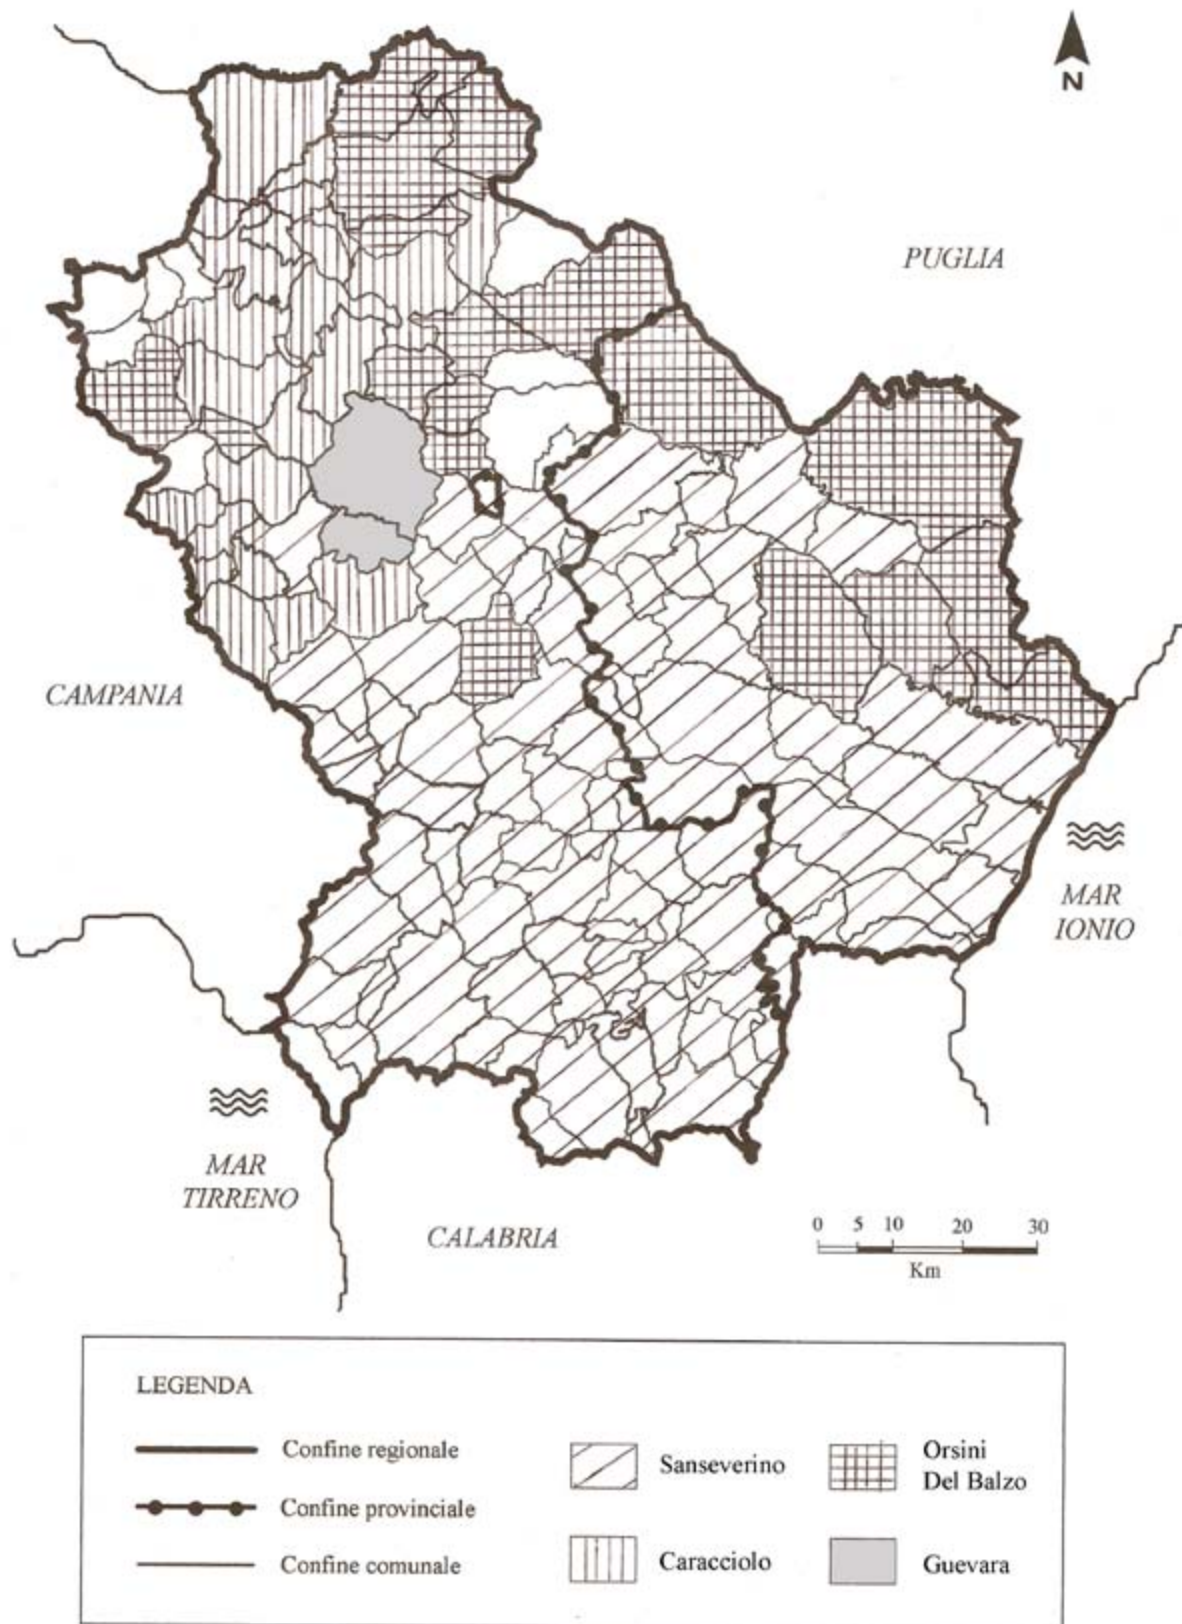 N
PUGLIA
CAMPANIA
MAR
IONIO
MAR
TIRRENO
CALABRIA
0 5 10 20 30
Km
LEGENDA
Confine regionale
Confine provinciale
Confine comunale
Sanseverino
Caracciolo
Orsini
Del Balzo
Guevara